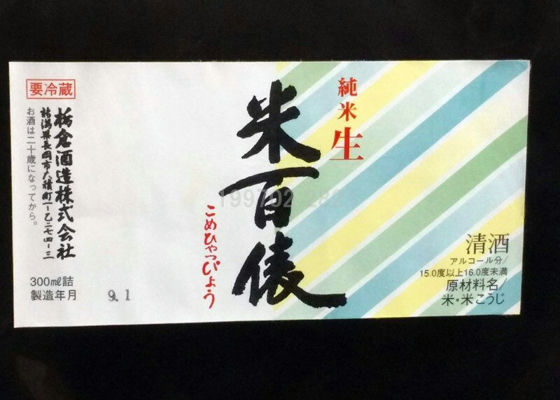 要冷蔵
栃倉酒造株式会社
新潟県長岡市大積町一-乙二七四-三
お酒は二十歳になってから。
300ml詰
製造年月 9.1
純米生
米百俵
こめひゃっぴょう
清酒
アルコール分/
15.0度以上16.0度未満
原材料名/
米・米こうじ